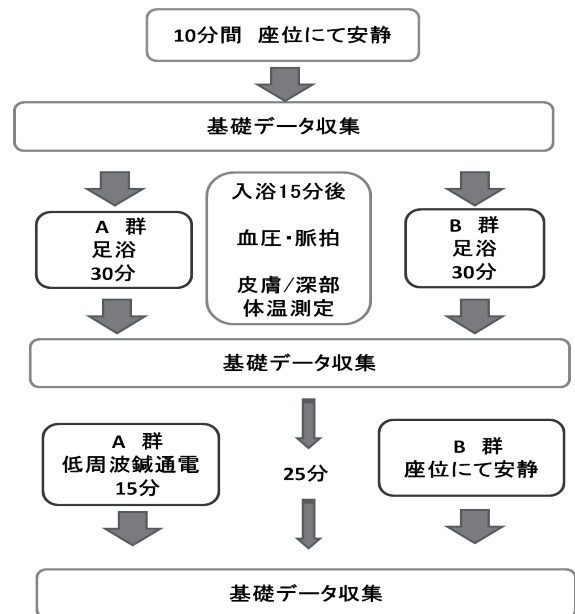 10分間 座位にて安静
基礎データ収集
A 群
足浴
30分
入浴15分後
血圧・脈拍
皮膚/深部
体温測定
B 群
足浴
30分
基礎データ収集
A 群
低周波鍼通電
15分
25分
B 群
座位にて安静
基礎データ収集